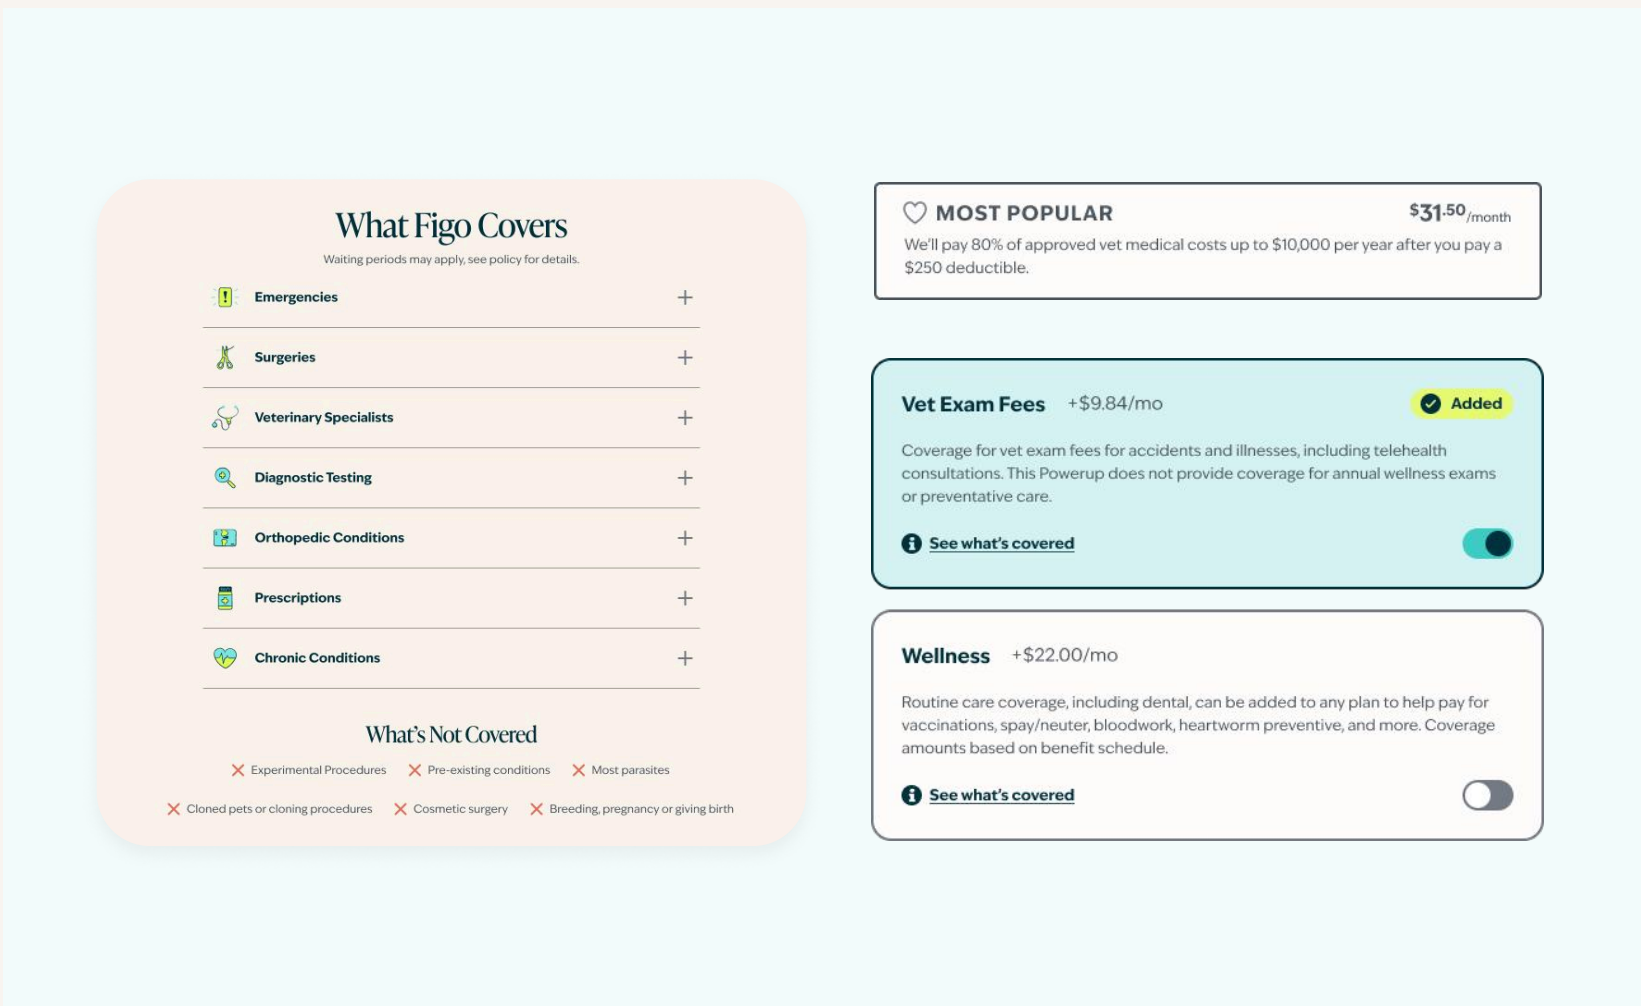 What Figo Covers
Waiting periods may apply, see policy for details.
Emergencies
Surgeries
Veterinary Specialists
Diagnostic Testing
Orthopedic Conditions
Prescriptions
Chronic Conditions
What's Not Covered
Experimental Procedures Pre-existing conditions Most parasites
Cloned pets or cloning procedures Cosmetic surgery Breeding, pregnancy or giving birth
MOST POPULAR $31.50/month
We'll pay 80% of approved vet medical costs up to $10,000 per year after you pay a
$250 deductible.
Vet Exam Fees +$9.84/mo Added
Coverage for vet exam fees for accidents and illnesses, including telehealth
consultations. This Powerup does not provide coverage for annual wellness exams
or preventative care.
See what's covered
Wellness +$22.00/mo
Routine care coverage, including dental, can be added to any plan to help pay for
vaccinations, spay/neuter, bloodwork, heartworm preventive, and more. Coverage
amounts based on benefit schedule.
See what's covered